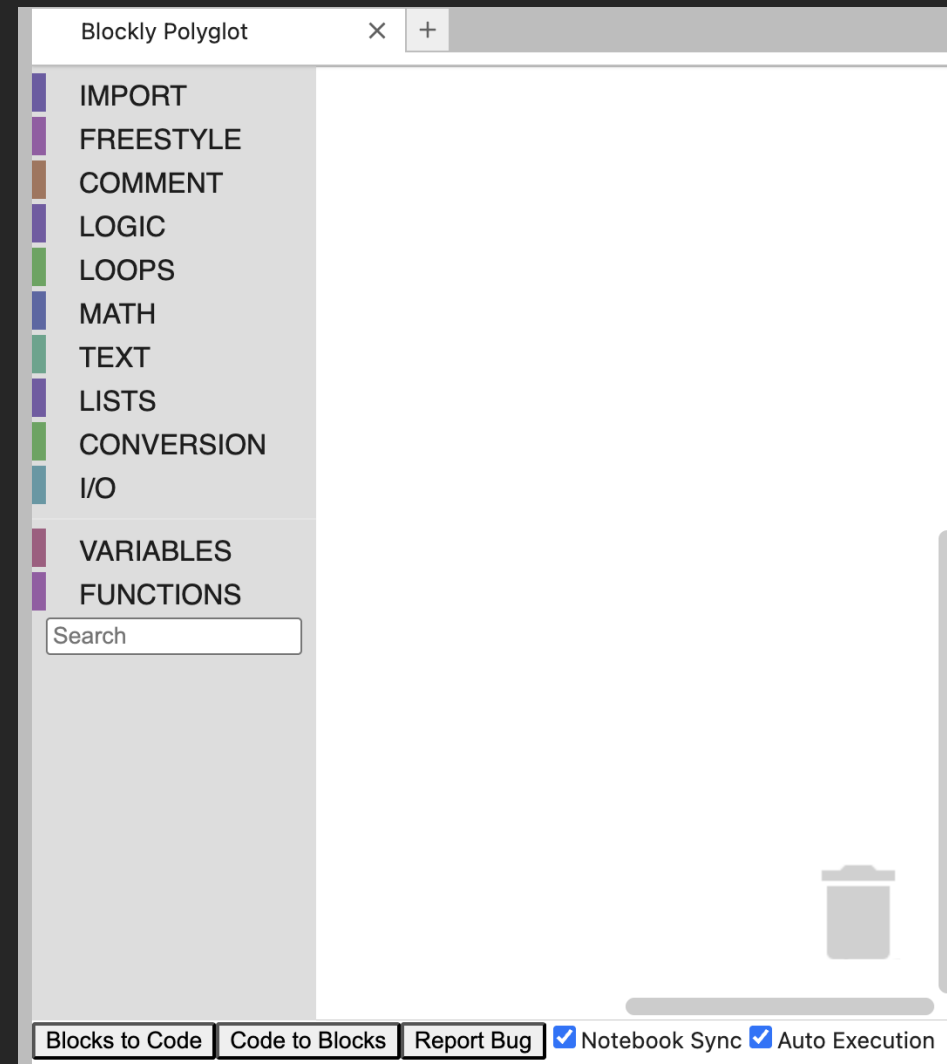 Blockly Polyglot × +
IMPORT
FREESTYLE
COMMENT
LOGIC
LOOPS
MATH
TEXT
LISTS
CONVERSION
I/O
VARIABLES
FUNCTIONS
Search
Blocks to Code Code to Blocks Report Bug Notebook Sync Auto Execution